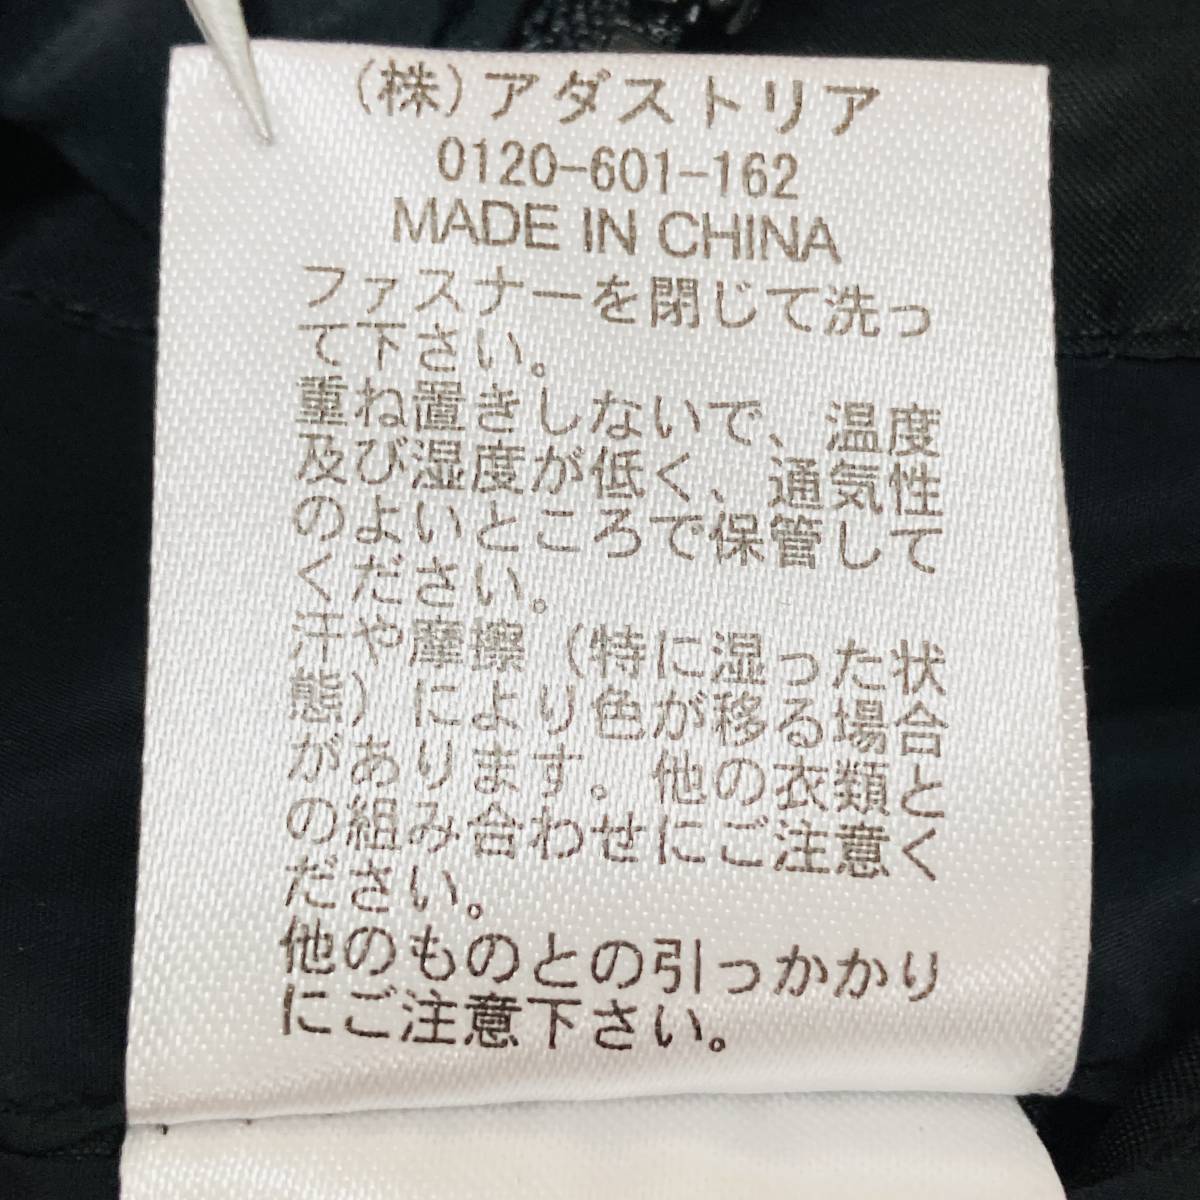 (株)アダストリア
0120-601-162
MADE IN CHINA
ファスナーを閉じて洗っ
て下さい。
重ね置きしないで、温度
及び湿度が低く、通気性
のよいところで保管して
ください。
汗や摩擦（特に湿った状
態）により色が移る場合
があります。他の衣類と
の組み合わせにご注意く
ださい。
他のものとの引っかかり
にご注意下さい。